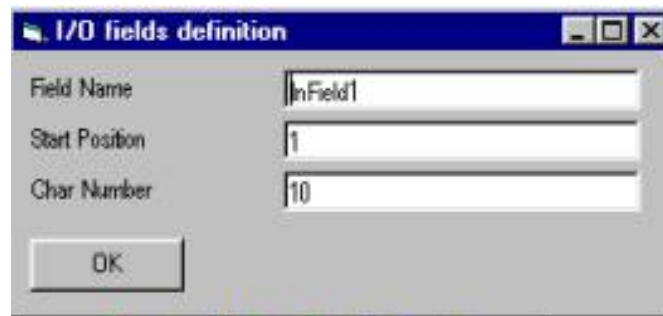 I/O fields definition
Field Name InField1
Start Position 1
Char Number 10
OK